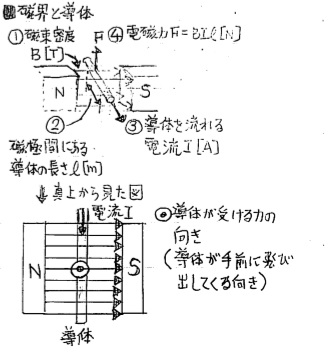 図磁界と導体
①磁束密度
B[T]
F
④電磁力F=BIl[N]
N
S
②
③導体を流れる
電流I[A]
磁極間にある
導体の長さl[m]
⇩真上から見た図
電流I
N
S
導体
⊙導体が受ける力の
向き
(導体が手前に飛び
出してくる向き)